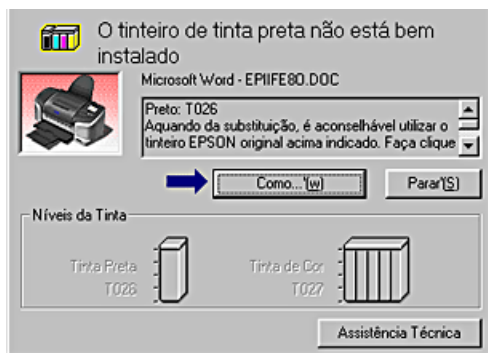 O tinteiro de tinta preta não está bem
instalado
Microsoft Word - EPIIFE80.DOC
Preto: T026
Aquando da substituição, é aconselhável utilizar o
tinteiro EPSON original acima indicado. Faça clique
Como...'(w)
Parar'(S)
Níveis da Tinta
Tinta Preta
T026
Tinta de Cor
T027
Assistência Técnica